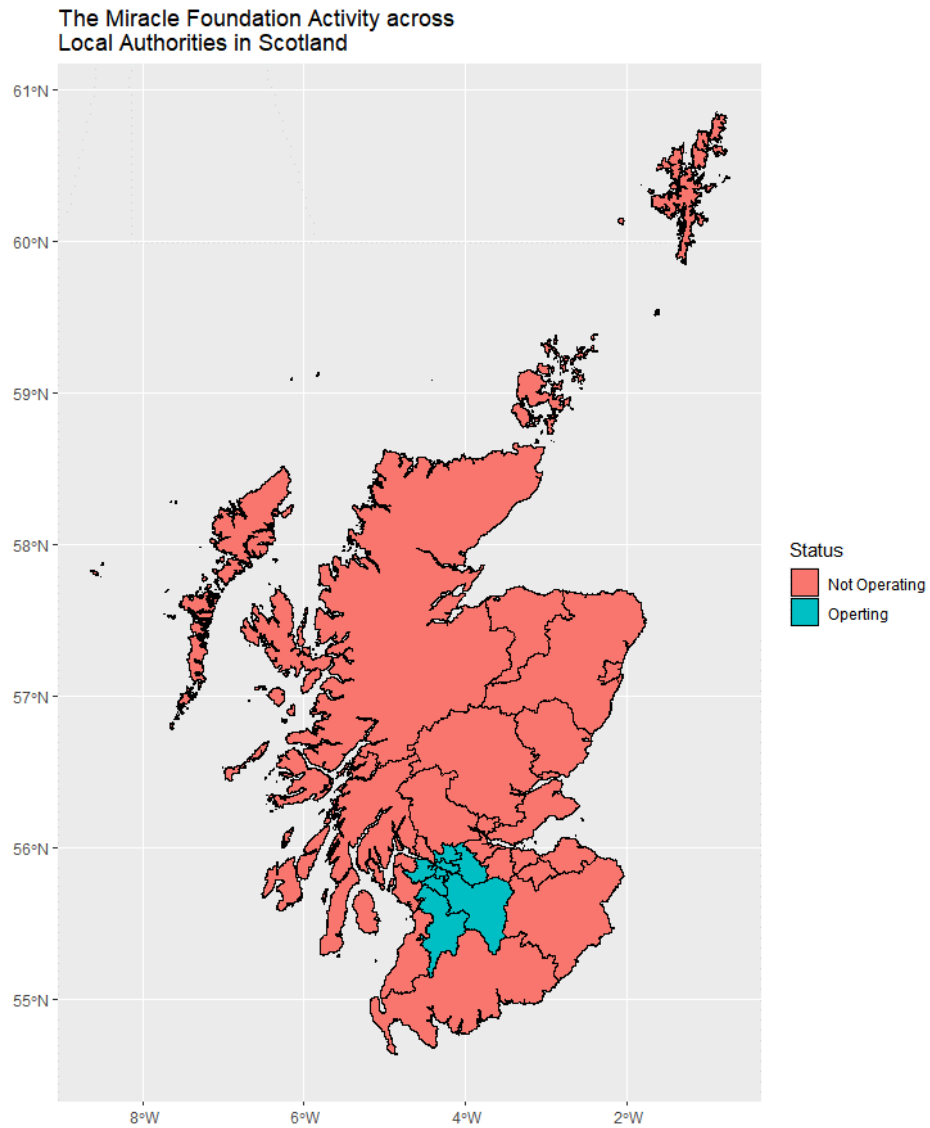 The Miracle Foundation Activity across
Local Authorities in Scotland
61°N
60°N
59°N
58°N
57°N
56°N
55°N
8°W
6°W
4°W
2°W
Status
Not Operating
Operting